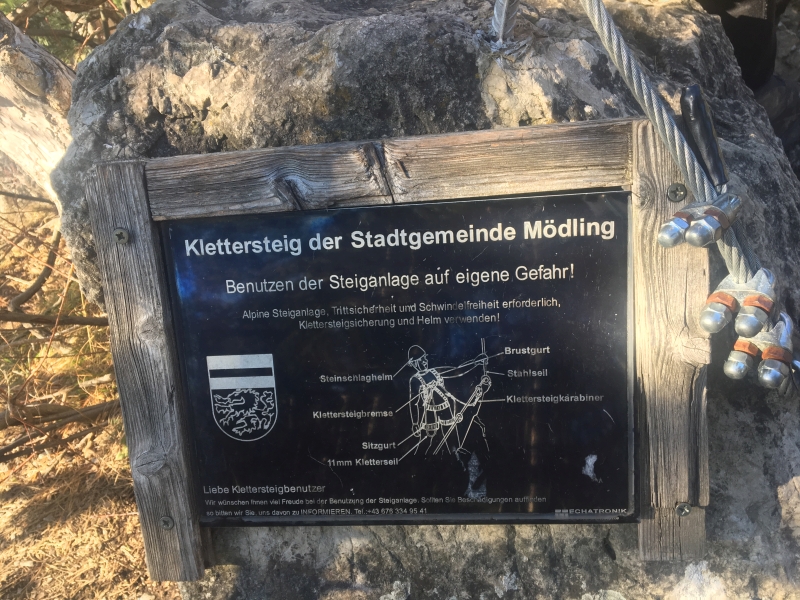 Klettersteig der Stadtgemeinde Mödling
Benutzen der Steiganlage auf eigene Gefahr!
Alpine Steiganlage, Trittsicherheit und Schwindelfreiheit erforderlich,
Klettersteigsicherung und Helm verwenden!
Steinschlaghelm
Klettersteigbremse
Sitzgurt
11mm Kletterseil
Brustgurt
Stahlseil
Klettersteigkarabiner
Liebe Klettersteigbenutzer
Wir wünschen Ihnen viel Freude bei der Benutzung der Steiganlage. Sollten Sie Beschädigungen auffinden
so bitten wir Sie, uns davon zu INFORMIEREN. Tel.:+43 676 334 95 41